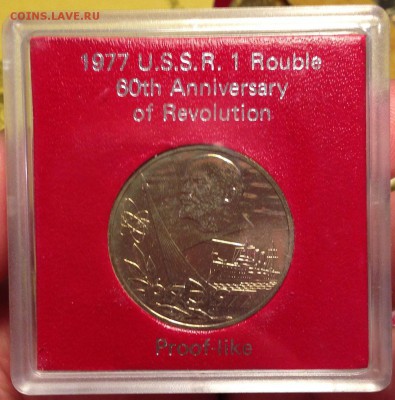 COINS.LAVE.RU
1977 U.S.S.R. 1 Rouble
60th Anniversary
of Revolution
Proof-like